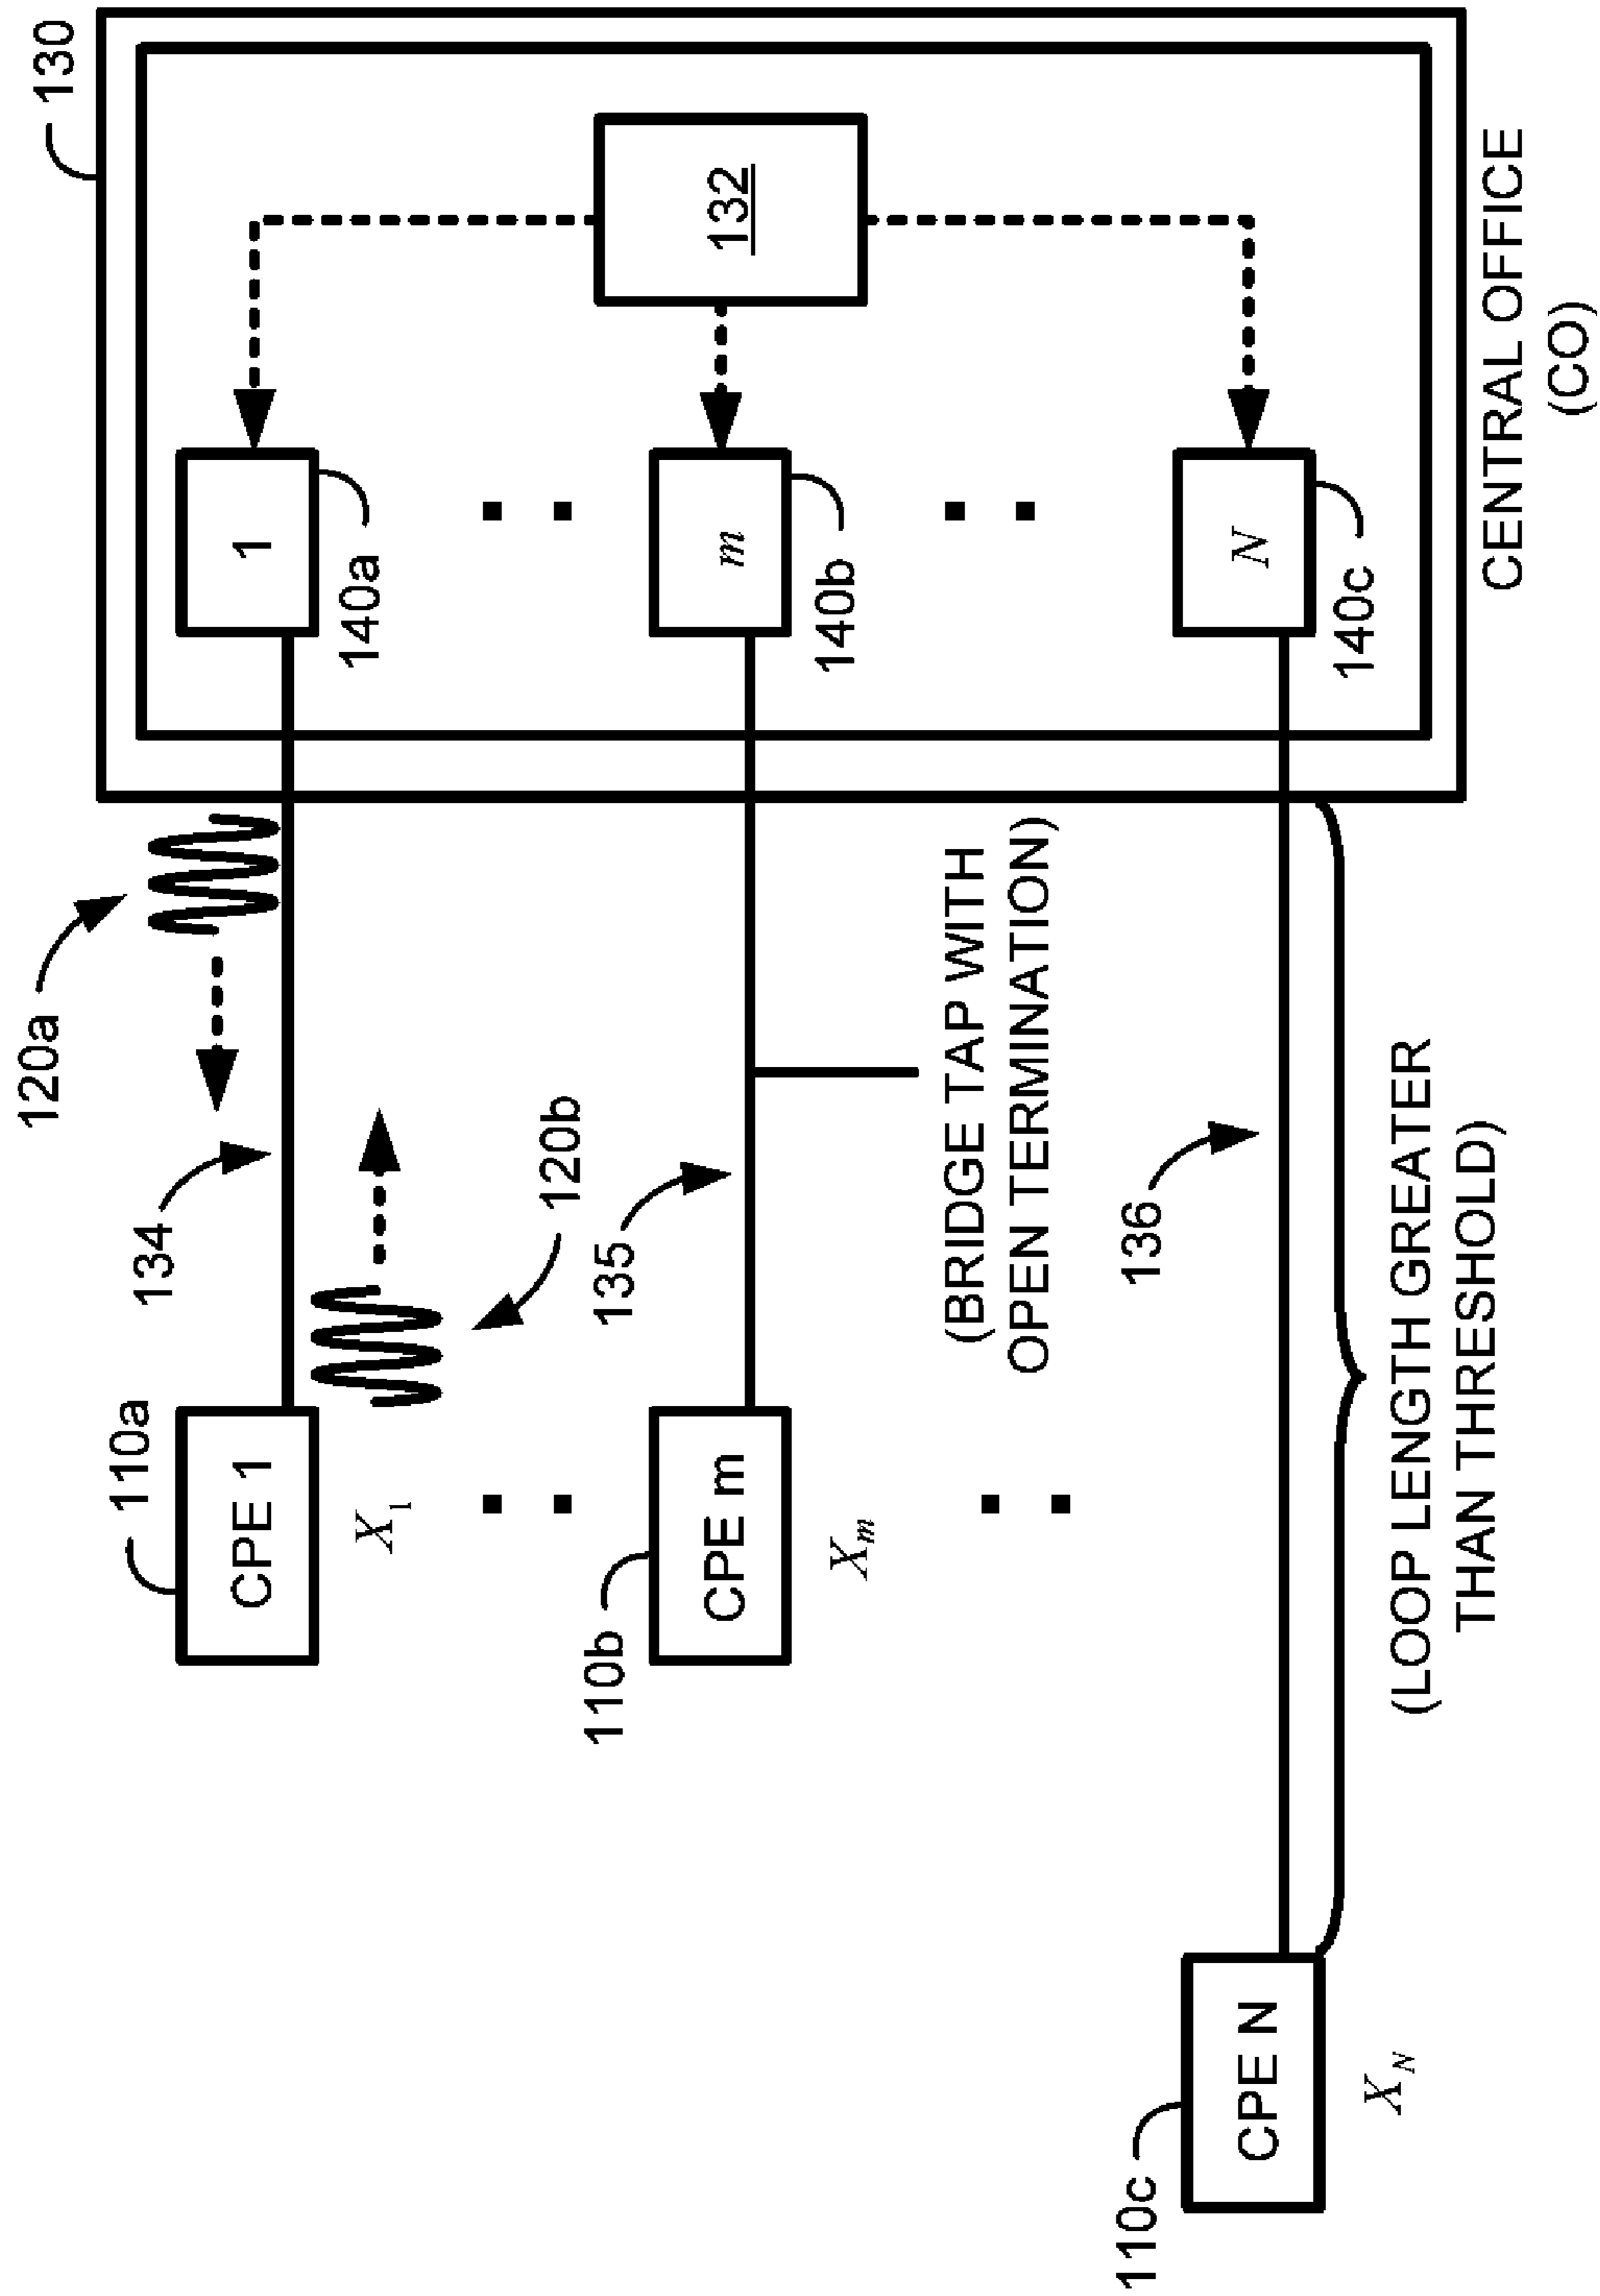 130
132
1
140a
m
140b
N
140c
CENTRAL OFFICE
(CO)
120a
134
120b
135
(BRIDGE TAP WITH
OPEN TERMINATION)
136
(LOOP LENGTH GREATER
THAN THRESHOLD)
110a
CPE 1
X1
110b
CPE m
Xm
110c
CPE N
XN